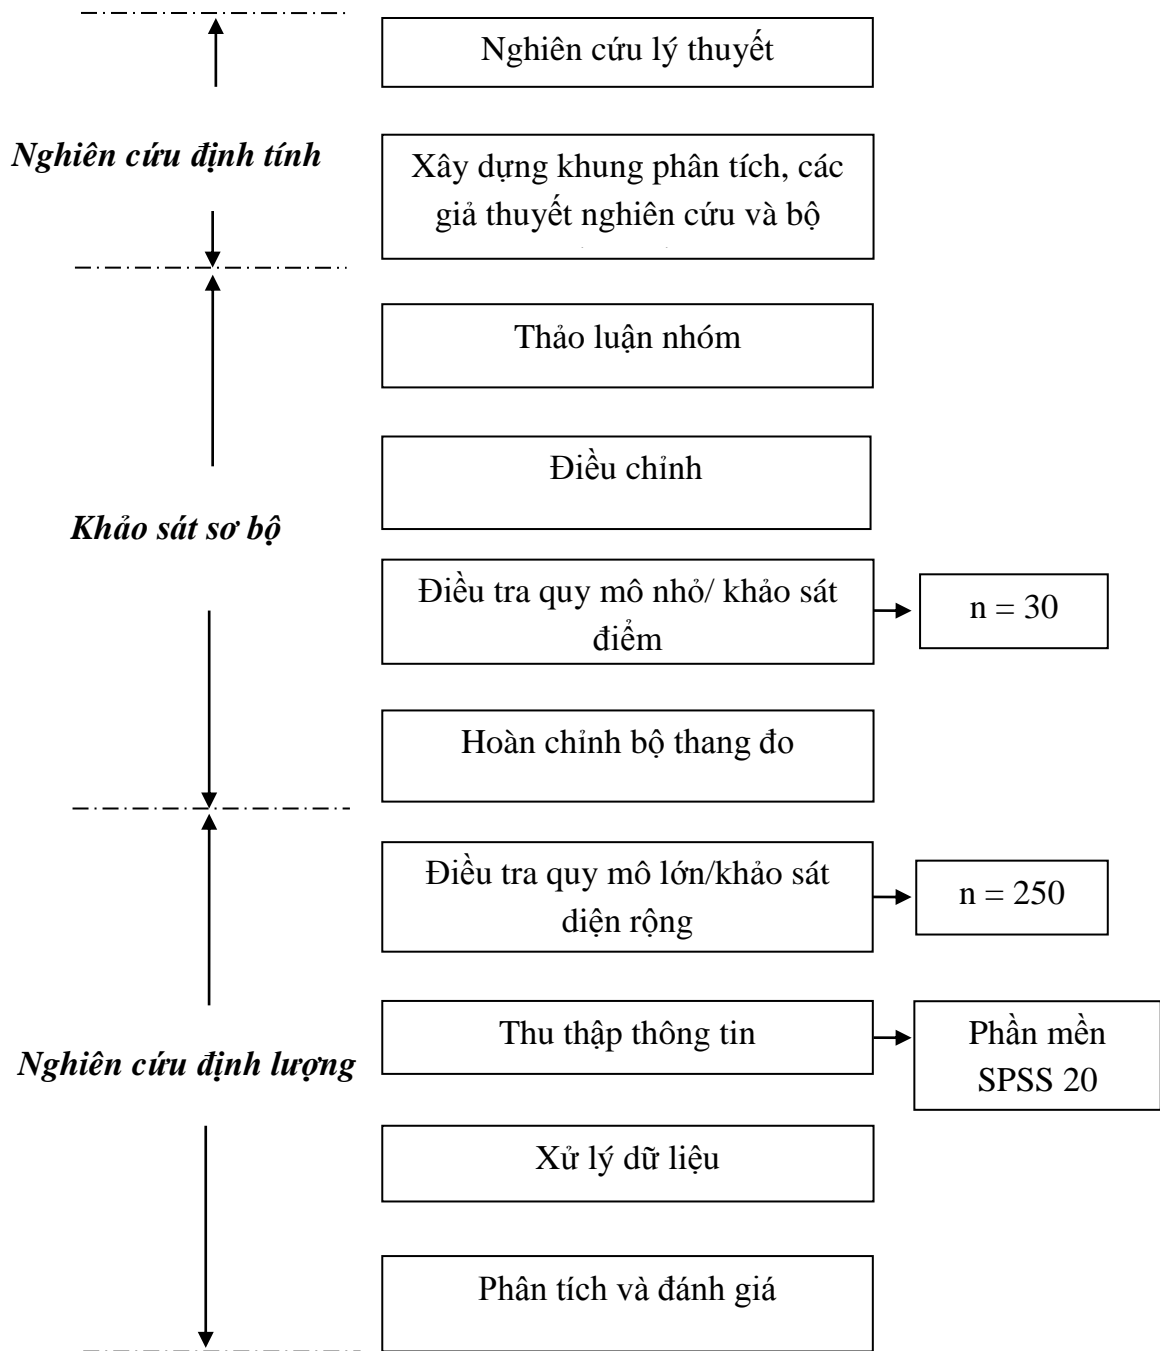 Nghiên cứu lý thuyết
Nghiên cứu định tính
Xây dựng khung phân tích, các
giả thuyết nghiên cứu và bộ
Thảo luận nhóm
Điều chỉnh
Khảo sát sơ bộ
Điều tra quy mô nhỏ/ khảo sát
điểm
n = 30
Hoàn chỉnh bộ thang đo
Điều tra quy mô lớn/khảo sát
diện rộng
n = 250
Thu thập thông tin
Phần mền
SPSS 20
Nghiên cứu định lượng
Xử lý dữ liệu
Phân tích và đánh giá